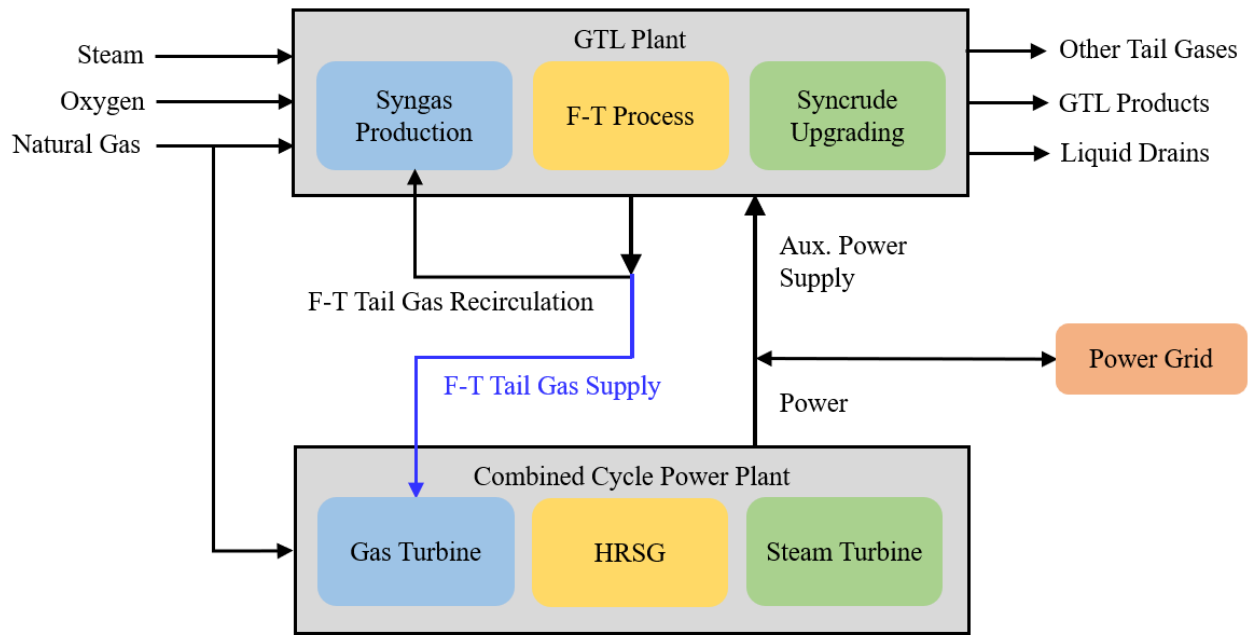 GTL Plant
Steam
Oxygen
Natural Gas
Syngas
Production
F-T Process
Syncrude
Upgrading
Other Tail Gases
GTL Products
Liquid Drains
F-T Tail Gas Recirculation
Aux. Power
Supply
F-T Tail Gas Supply
Power
Power Grid
Combined Cycle Power Plant
Gas Turbine
HRSG
Steam Turbine